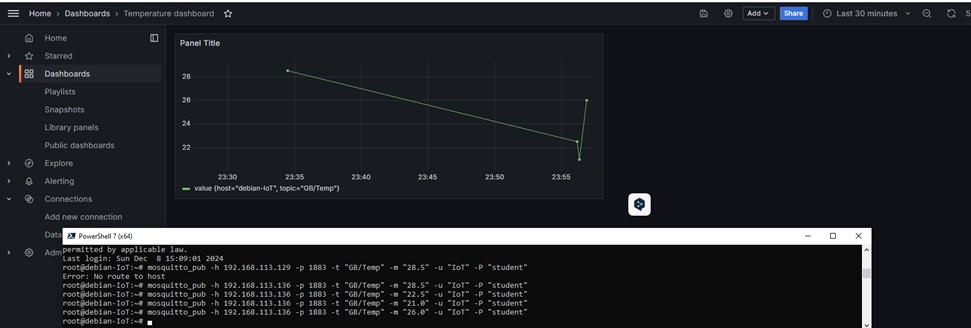 Home › Dashboards › Temperature dashboard
Add
Share
Last 30 minutes
Home
Starred
Dashboards
Playlists
Snapshots
Library panels
Public dashboards
Explore
Alerting
Connections
Add new connection
Data
Adm
Panel Title
28
26
24
22
23:30 23:35 23:40 23:45 23:50 23:55
value {host="debian-IoT", topic="GB/Temp"}
PowerShell 7 (x64)
permitted by applicable law.
Last login: Sun Dec  8 15:09:01 2024
root@debian-IoT:~# mosquitto_pub -h 192.168.113.129 -p 1883 -t "GB/Temp" -m "28.5" -u "IoT" -P "student"
Error: No route to host
root@debian-IoT:~# mosquitto_pub -h 192.168.113.136 -p 1883 -t "GB/Temp" -m "28.5" -u "IoT" -P "student"
root@debian-IoT:~# mosquitto_pub -h 192.168.113.136 -p 1883 -t "GB/Temp" -m "22.5" -u "IoT" -P "student"
root@debian-IoT:~# mosquitto_pub -h 192.168.113.136 -p 1883 -t "GB/Temp" -m "21.0" -u "IoT" -P "student"
root@debian-IoT:~# mosquitto_pub -h 192.168.113.136 -p 1883 -t "GB/Temp" -m "26.0" -u "IoT" -P "student"
root@debian-IoT:~#